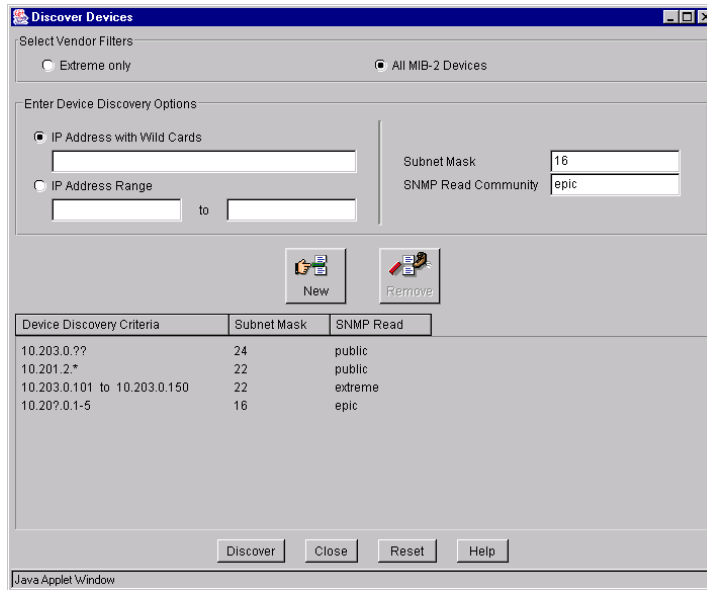 Discover Devices
Select Vendor Filters
Extreme only All MIB-2 Devices
Enter Device Discovery Options
IP Address with Wild Cards
Subnet Mask 16
IP Address Range SNMP Read Community epic
to
New Remove
Device Discovery Criteria Subnet Mask SNMP Read
10.203.0.?? 24 public
10.201.2.* 22 public
10.203.0.101 to 10.203.0.150 22 extreme
10.20?.0.1-5 16 epic
Discover Close Reset Help
Java Applet Window